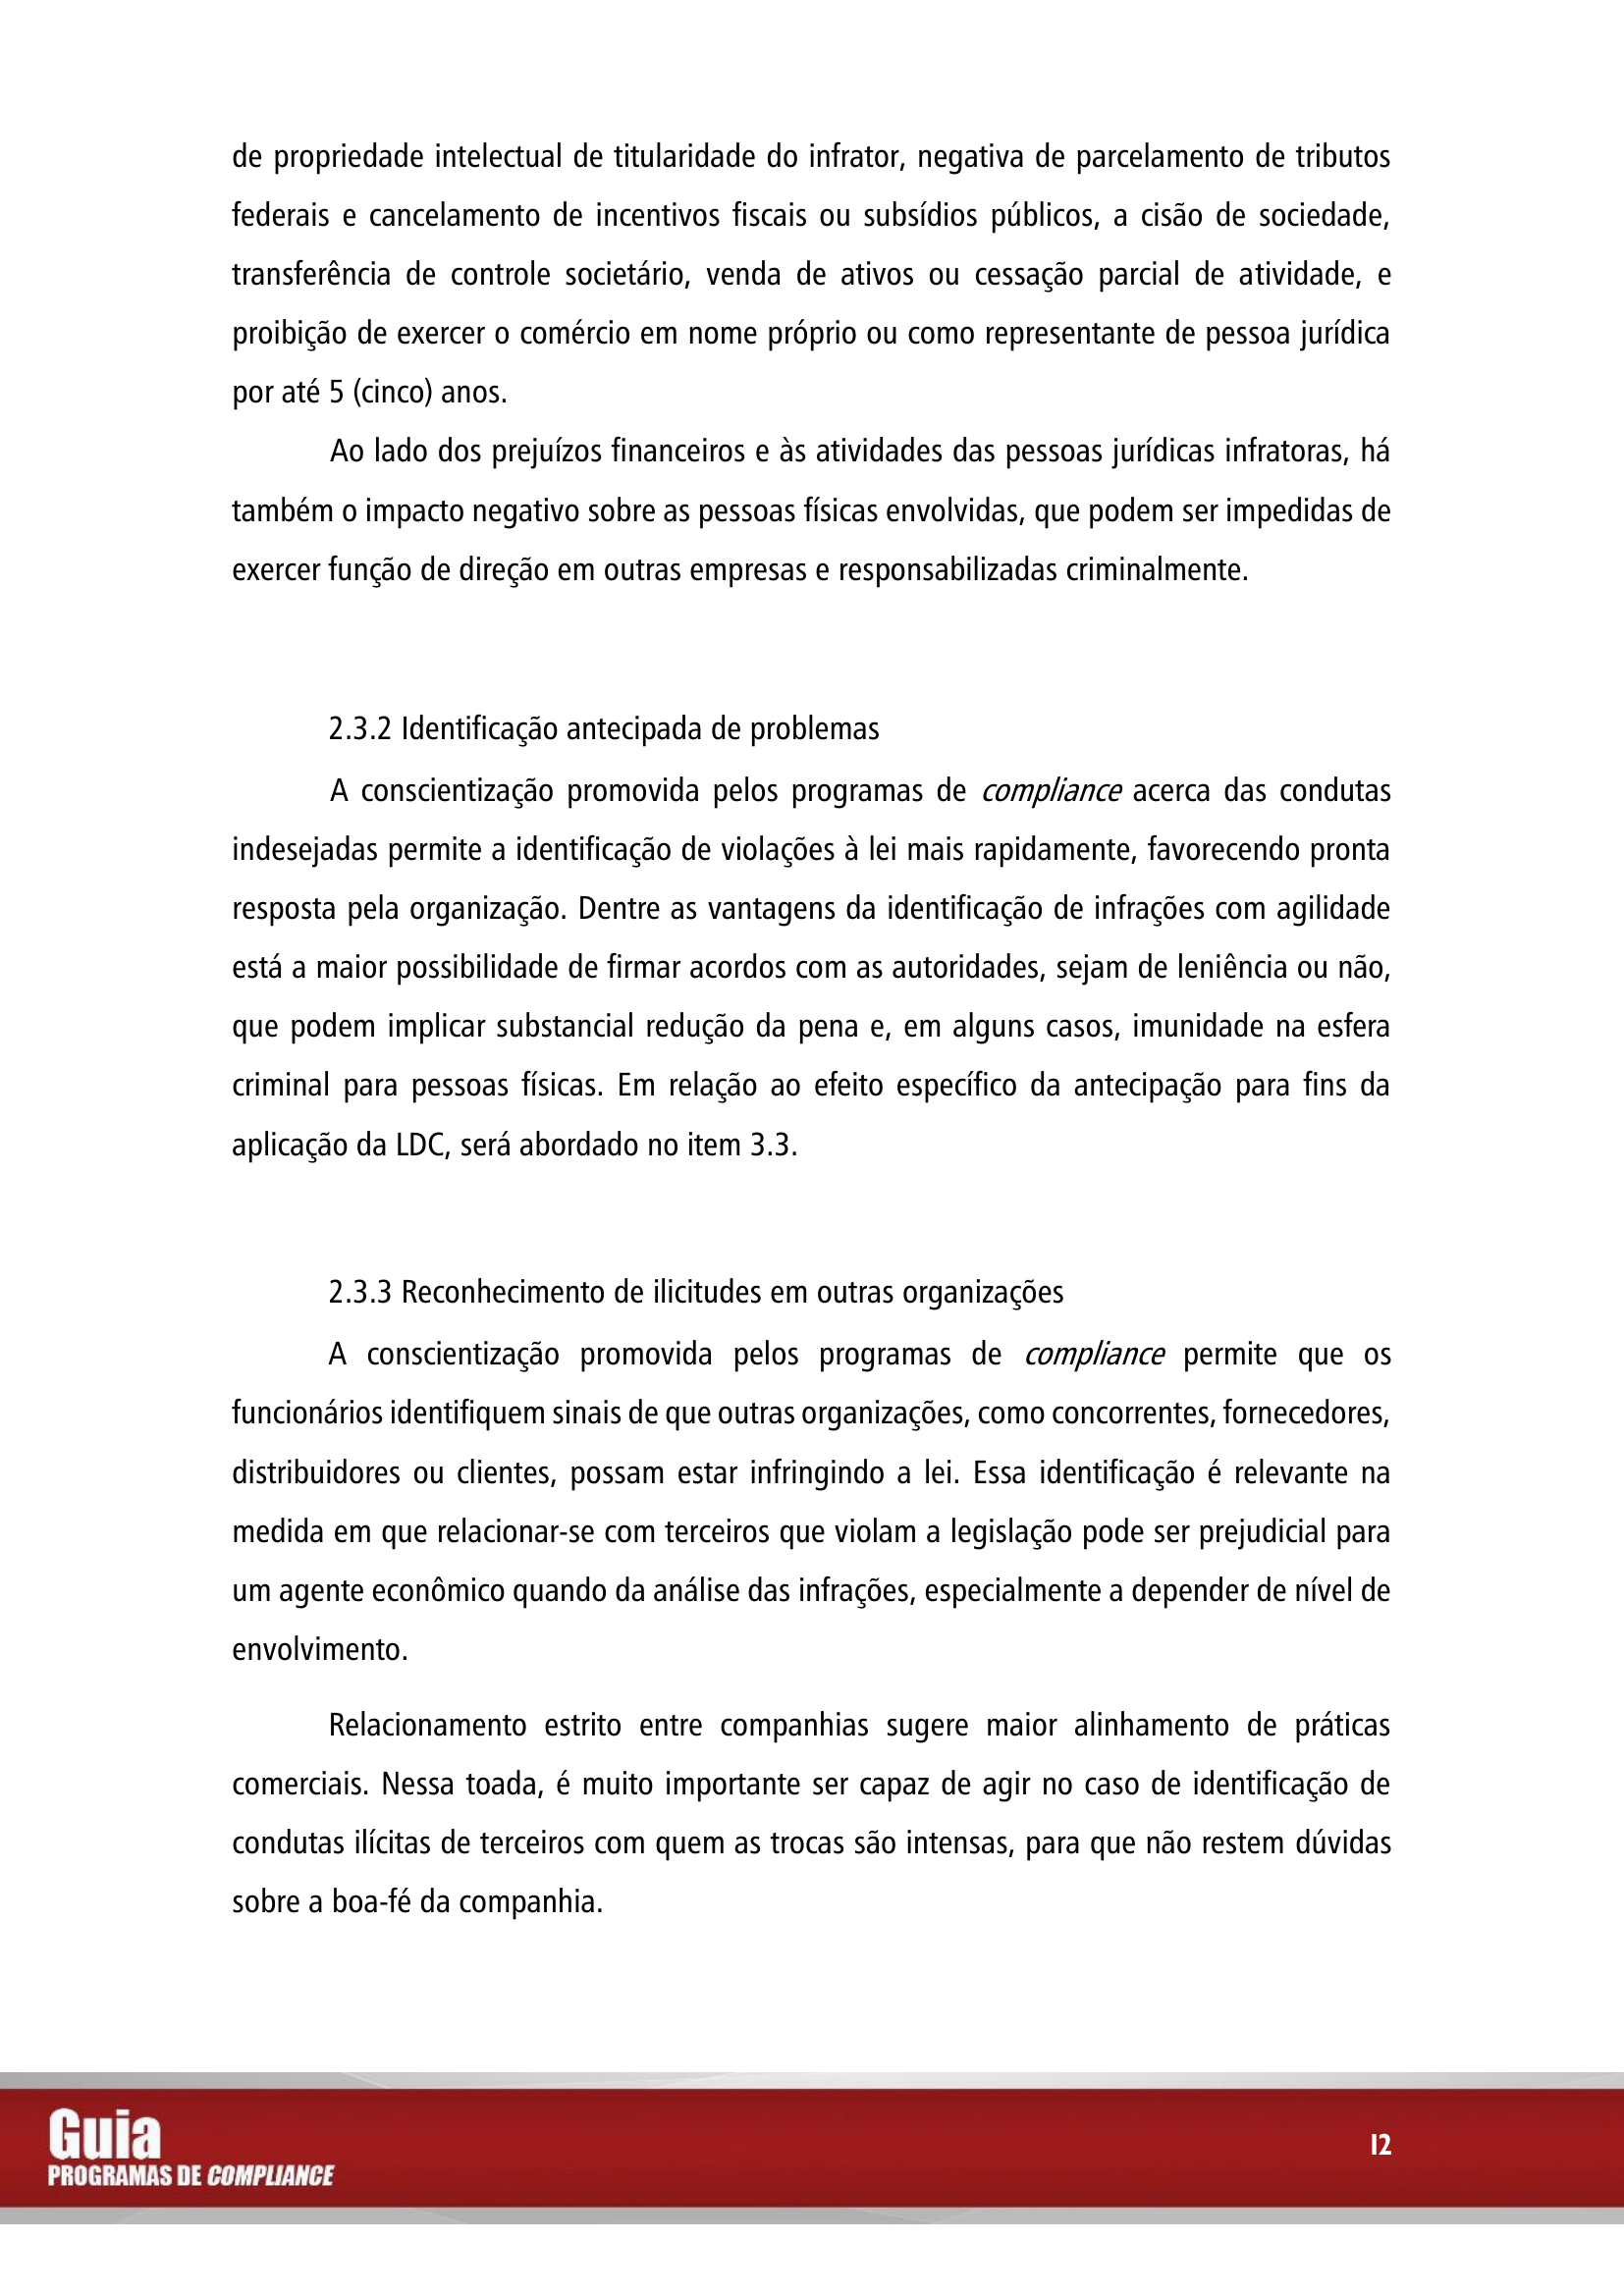 de propriedade intelectual de titularidade do infrator, negativa de parcelamento de tributos
federais e cancelamento de incentivos fiscais ou subsídios públicos, a cisão de sociedade,
transferência de controle societário, venda de ativos ou cessação parcial de atividade, e
proibição de exercer o comércio em nome próprio ou como representante de pessoa jurídica
por até 5 (cinco) anos.
Ao lado dos prejuízos financeiros e às atividades das pessoas jurídicas infratoras, há
também o impacto negativo sobre as pessoas físicas envolvidas, que podem ser impedidas de
exercer função de direção em outras empresas e responsabilizadas criminalmente.
2.3.2 Identificação antecipada de problemas
A conscientização promovida pelos programas de compliance acerca das condutas
indesejadas permite a identificação de violações à lei mais rapidamente, favorecendo pronta
resposta pela organização. Dentre as vantagens da identificação de infrações com agilidade
está a maior possibilidade de firmar acordos com as autoridades, sejam de leniência ou não,
que podem implicar substancial redução da pena e, em alguns casos, imunidade na esfera
criminal para pessoas físicas. Em relação ao efeito específico da antecipação para fins da
aplicação da LDC, será abordado no item 3.3.
2.3.3 Reconhecimento de ilicitudes em outras organizações
A conscientização promovida pelos programas de compliance permite que os
funcionários identifiquem sinais de que outras organizações, como concorrentes, fornecedores,
distribuidores ou clientes, possam estar infringindo a lei. Essa identificação é relevante na
medida em que relacionar-se com terceiros que violam a legislação pode ser prejudicial para
um agente econômico quando da análise das infrações, especialmente a depender de nível de
envolvimento.
Relacionamento estrito entre companhias sugere maior alinhamento de práticas
comerciais. Nessa toada, é muito importante ser capaz de agir no caso de identificação de
condutas ilícitas de terceiros com quem as trocas são intensas, para que não restem dúvidas
sobre a boa-fé da companhia.
Guia
PROGRAMAS DE COMPLIANCE
12